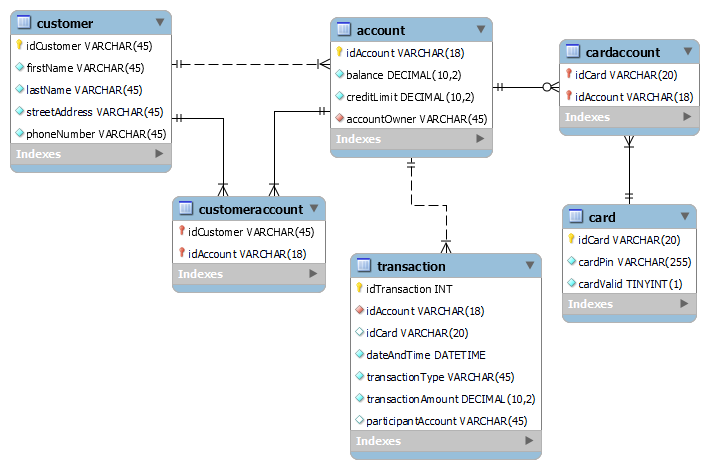 customer
idCustomer VARCHAR(45)
firstName VARCHAR(45)
lastName VARCHAR(45)
streetAddress VARCHAR(45)
phoneNumber VARCHAR(45)
Indexes
account
idAccount VARCHAR(18)
balance DECIMAL(10,2)
creditLimit DECIMAL(10,2)
accountOwner VARCHAR(45)
Indexes
cardaccount
idCard VARCHAR(20)
idAccount VARCHAR(18)
Indexes
customeraccount
idCustomer VARCHAR(45)
idAccount VARCHAR(18)
Indexes
card
idCard VARCHAR(20)
cardPin VARCHAR(255)
cardValid TINYINT(1)
Indexes
transaction
idTransaction INT
idAccount VARCHAR(18)
idCard VARCHAR(20)
dateAndTime DATETIME
transactionType VARCHAR(45)
transactionAmount DECIMAL(10,2)
participantAccount VARCHAR(45)
Indexes